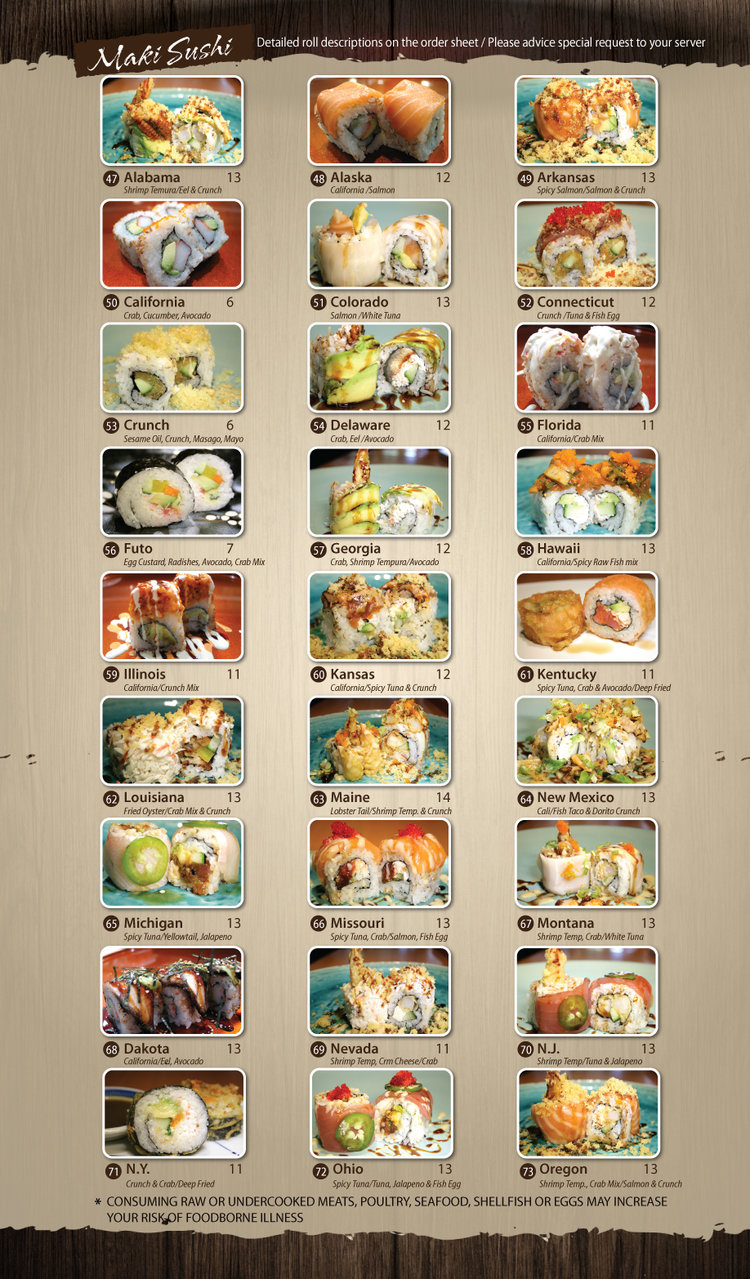 Maki Sushi
Detailed roll descriptions on the order sheet / Please advice special request to your server
47 Alabama 13
Shrimp Temura/Eel & Crunch
48 Alaska 12
California /Salmon
49 Arkansas 13
Spicy Salmon/Salmon & Crunch
50 California 6
Crab, Cucumber, Avocado
51 Colorado 13
Salmon /White Tuna
52 Connecticut 12
Crunch /Tuna & Fish Egg
53 Crunch 6
Sesame Oil, Crunch, Masago, Mayo
54 Delaware 12
Crab, Eel /Avocado
55 Florida 11
California/Crab Mix
56 Futo 7
Egg Custard, Radishes, Avocado, Crab Mix
57 Georgia 12
Crab, Shrimp Tempura/Avocado
58 Hawaii 13
California/Spicy Raw Fish mix
59 Illinois 11
California/Crunch Mix
60 Kansas 12
California/Spicy Tuna & Crunch
61 Kentucky 11
Spicy Tuna, Crab & Avocado/Deep Fried
62 Louisiana 13
Fried Oyster/Crab Mix & Crunch
63 Maine 14
Lobster Tail/Shrimp Temp. & Crunch
64 New Mexico 13
Cali/Fish Taco & Dorito Crunch
65 Michigan 13
Spicy Tuna/Yellowtail, Jalapeno
66 Missouri 13
Spicy Tuna, Crab/Salmon, Fish Egg
67 Montana 13
Shrimp Temp, Crab/White Tuna
68 Dakota 13
California/Eel, Avocado
69 Nevada 11
Shrimp Temp, Crm Cheese/Crab
70 N.J. 13
Shrimp Temp/Tuna & Jalapeno
71 N.Y. 11
Crunch & Crab/Deep Fried
72 Ohio 13
Spicy Tuna/Tuna, Jalapeno & Fish Egg
73 Oregon 13
Shrimp Temp., Crab Mix/Salmon & Crunch
* CONSUMING RAW OR UNDERCOOKED MEATS, POULTRY, SEAFOOD, SHELLFISH OR EGGS MAY INCREASE
YOUR RISK OF FOODBORNE ILLNESS